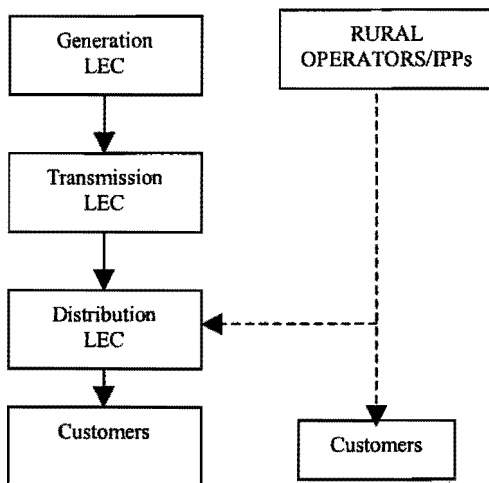 Generation
LEC
RURAL
OPERATORS/IPPs
Transmission
LEC
Distribution
LEC
Customers
Customers